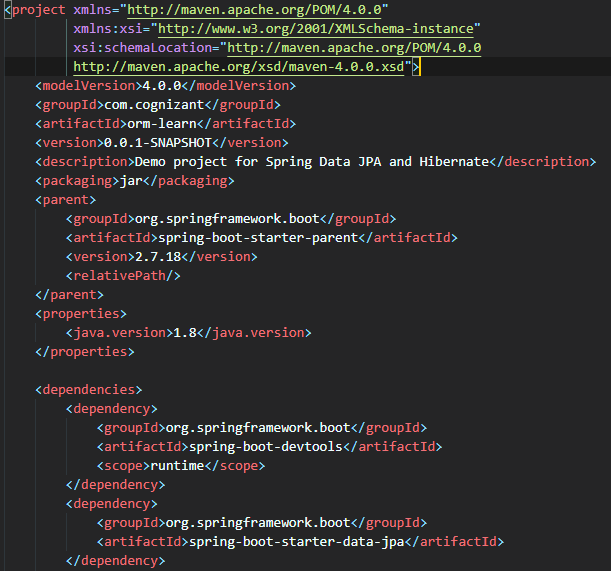 <project xmlns="http://maven.apache.org/POM/4.0.0"
xmlns:xsi="http://www.w3.org/2001/XMLSchema-instance"
xsi:schemaLocation="http://maven.apache.org/POM/4.0.0
http://maven.apache.org/xsd/maven-4.0.0.xsd">
<modelVersion>4.0.0</modelVersion>
<groupId>com.cognizant</groupId>
<artifactId>orm-learn</artifactId>
<version>0.0.1-SNAPSHOT</version>
<description>Demo project for Spring Data JPA and Hibernate</description>
<packaging>jar</packaging>
<parent>
<groupId>org.springframework.boot</groupId>
<artifactId>spring-boot-starter-parent</artifactId>
<version>2.7.18</version>
<relativePath/>
</parent>
<properties>
<java.version>1.8</java.version>
</properties>
<dependencies>
<dependency>
<groupId>org.springframework.boot</groupId>
<artifactId>spring-boot-devtools</artifactId>
<scope>runtime</scope>
</dependency>
<dependency>
<groupId>org.springframework.boot</groupId>
<artifactId>spring-boot-starter-data-jpa</artifactId>
</dependency>